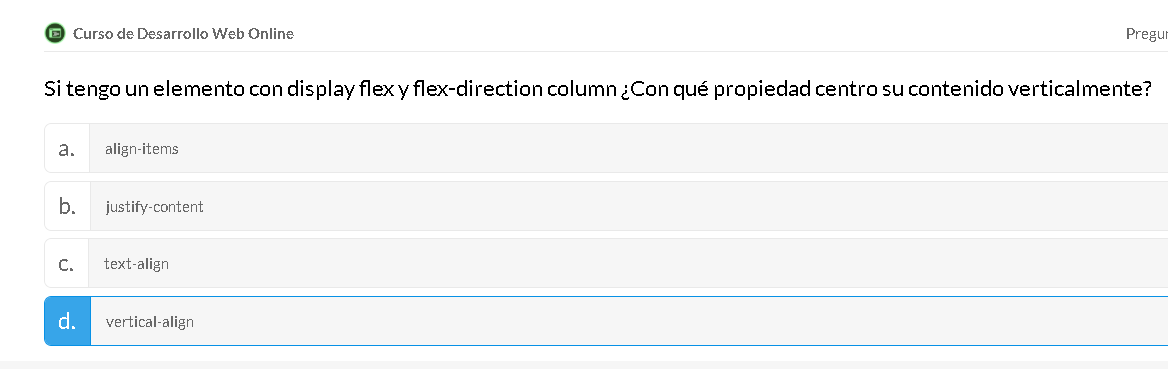 Curso de Desarrollo Web Online
Si tengo un elemento con display flex y flex-direction column ¿Con qué propiedad centro su contenido verticalmente?
a. align-items
b. justify-content
c. text-align
d. vertical-align